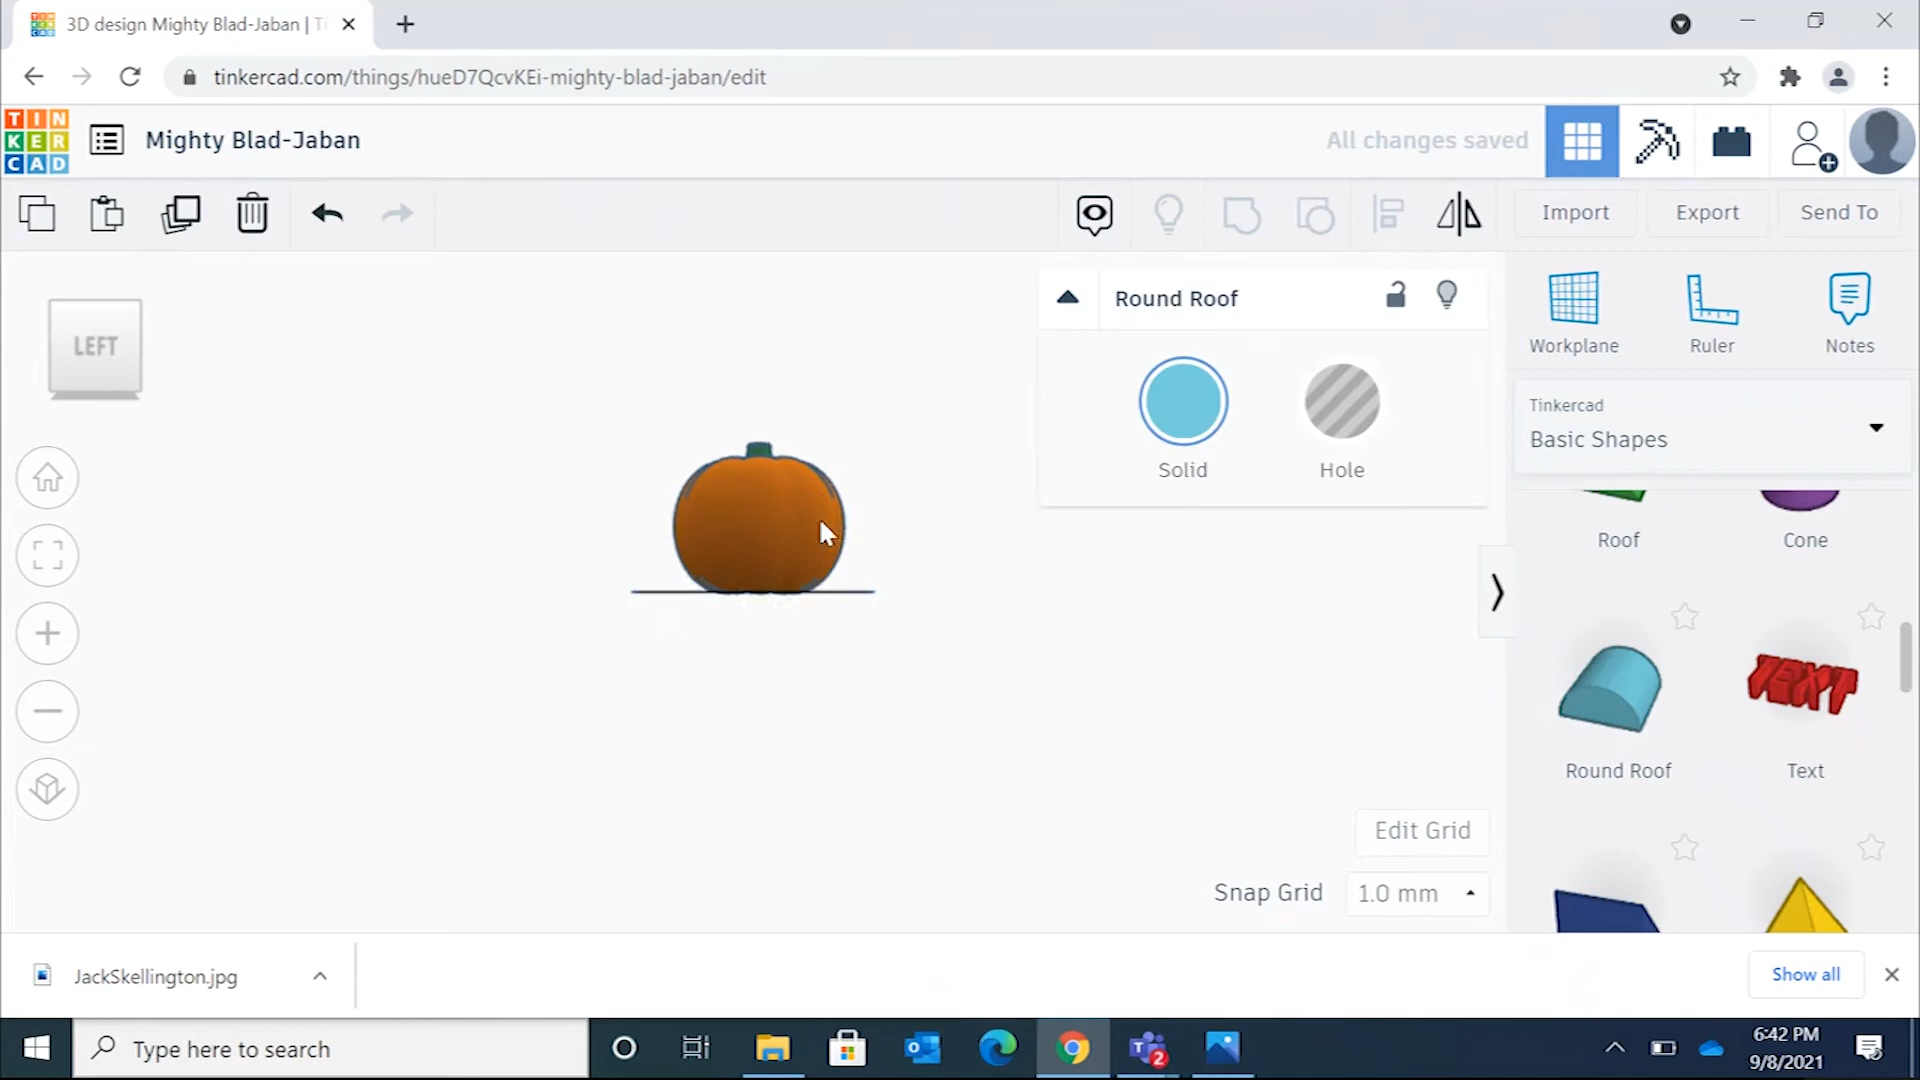 3D design Mighty Blad-Jaban | Ti
tinkercad.com/things/hueD7QcvKEi-mighty-blad-jaban/edit
TIN
KER
CAD
Mighty Blad-Jaban
All changes saved
Import
Export
Send To
LEFT
Round Roof
Solid
Hole
Workplane
Ruler
Notes
Tinkercad
Basic Shapes
Roof
Cone
TEXT
Round Roof
Text
Edit Grid
Snap Grid
1.0 mm
JackSkellington.jpg
Show all
Type here to search
T
2
6:42 PM
9/8/2021